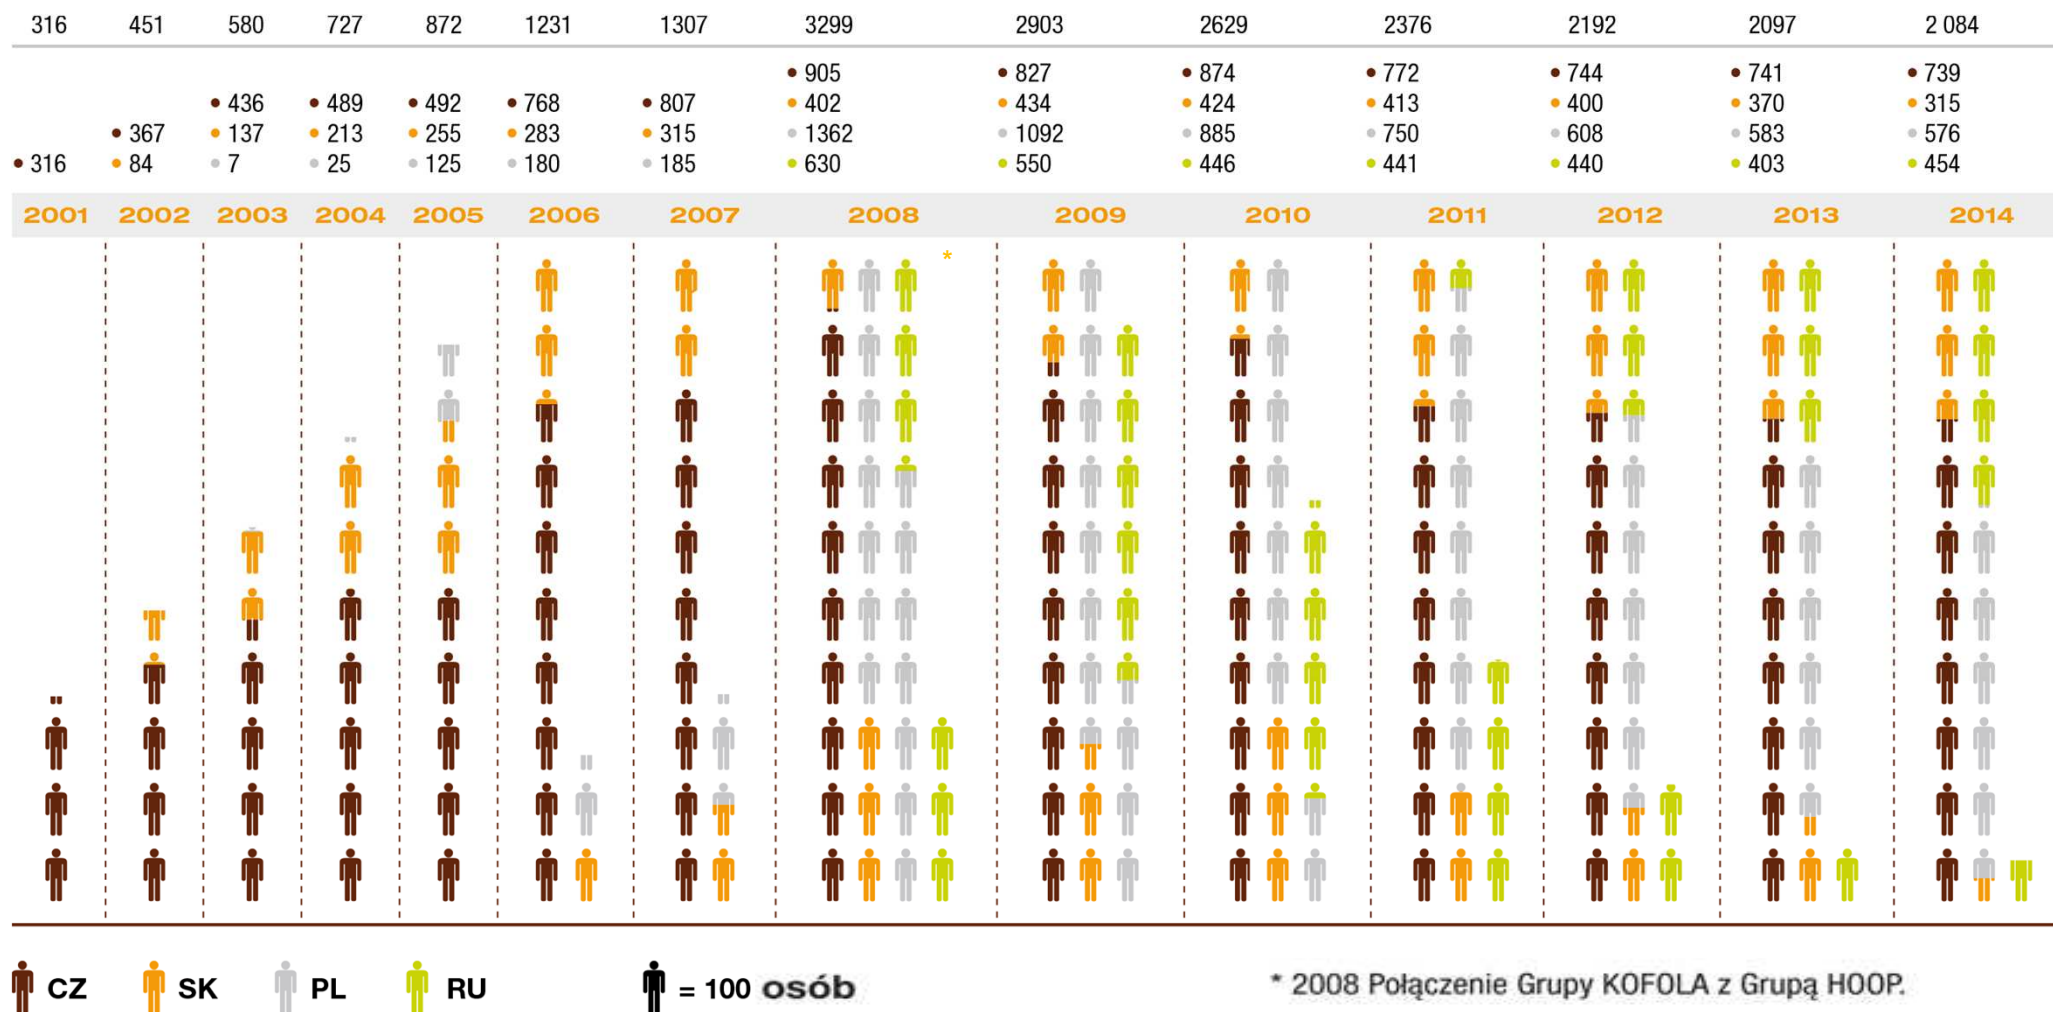 316 451 580 727 872 1231 1307 3299 2903 2629 2376 2192 2097 2 084
905 827 874 772 744 741 739
436 489 492 768 807 402 434 424 413 400 370 315
367 137 213 255 283 315 1362 1092 885 750 608 583 576
316 84 7 25 125 180 185 630 550 446 441 440 403 454
2001 2002 2003 2004 2005 2006 2007 2008 2009 2010 2011 2012 2013 2014
*
CZ SK PL RU = 100 osób * 2008 Połączenie Grupy KOFOLA z Grupą HOOP.